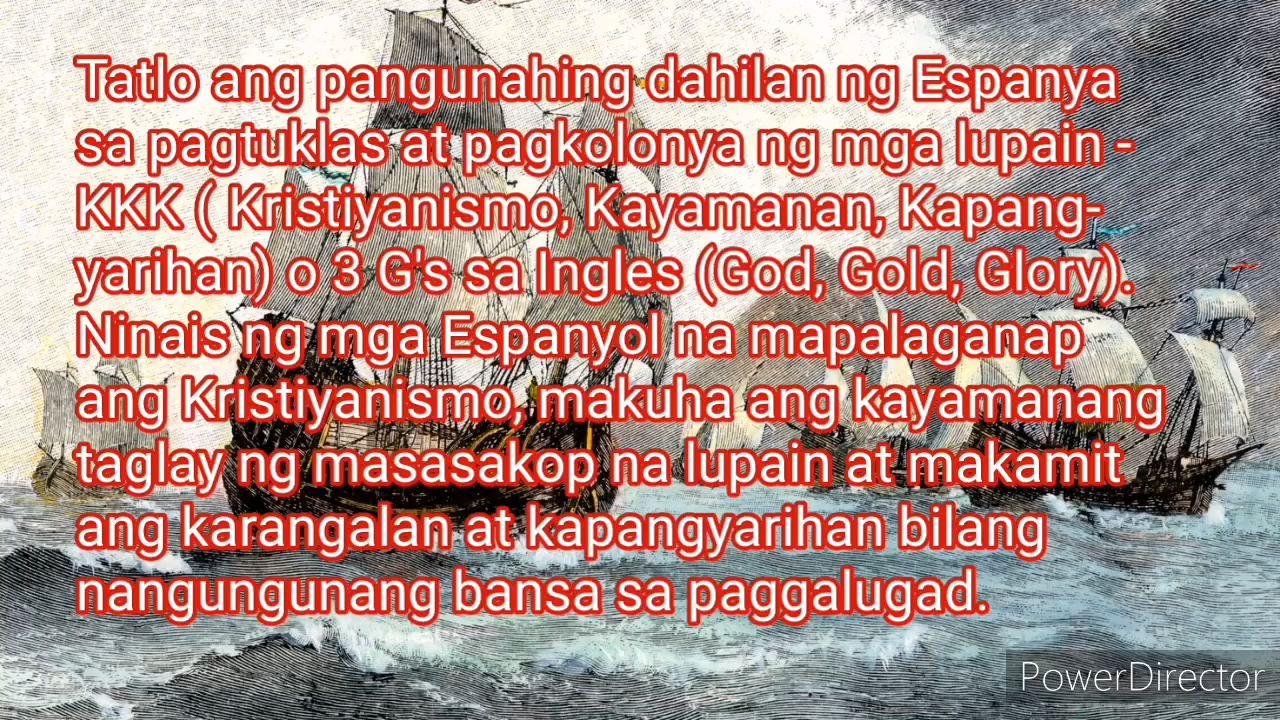 Tatlo ang pangunahing dahilan ng Espanya
sa pagtuklas at pagkolonya ng mga lupain -
KKK ( Kristiyanismo, Kayamanan, Kapang-
yarihan) o 3 G's sa Ingles (God, Gold, Glory).
Ninais ng mga Espanyol na mapalaganap
ang Kristiyanismo, makuha ang kayamanang
taglay ng masasakop na lupain at makamit
ang karangalan at kapangyarihan bilang
nangungunang bansa sa paggalugad.
PowerDirector